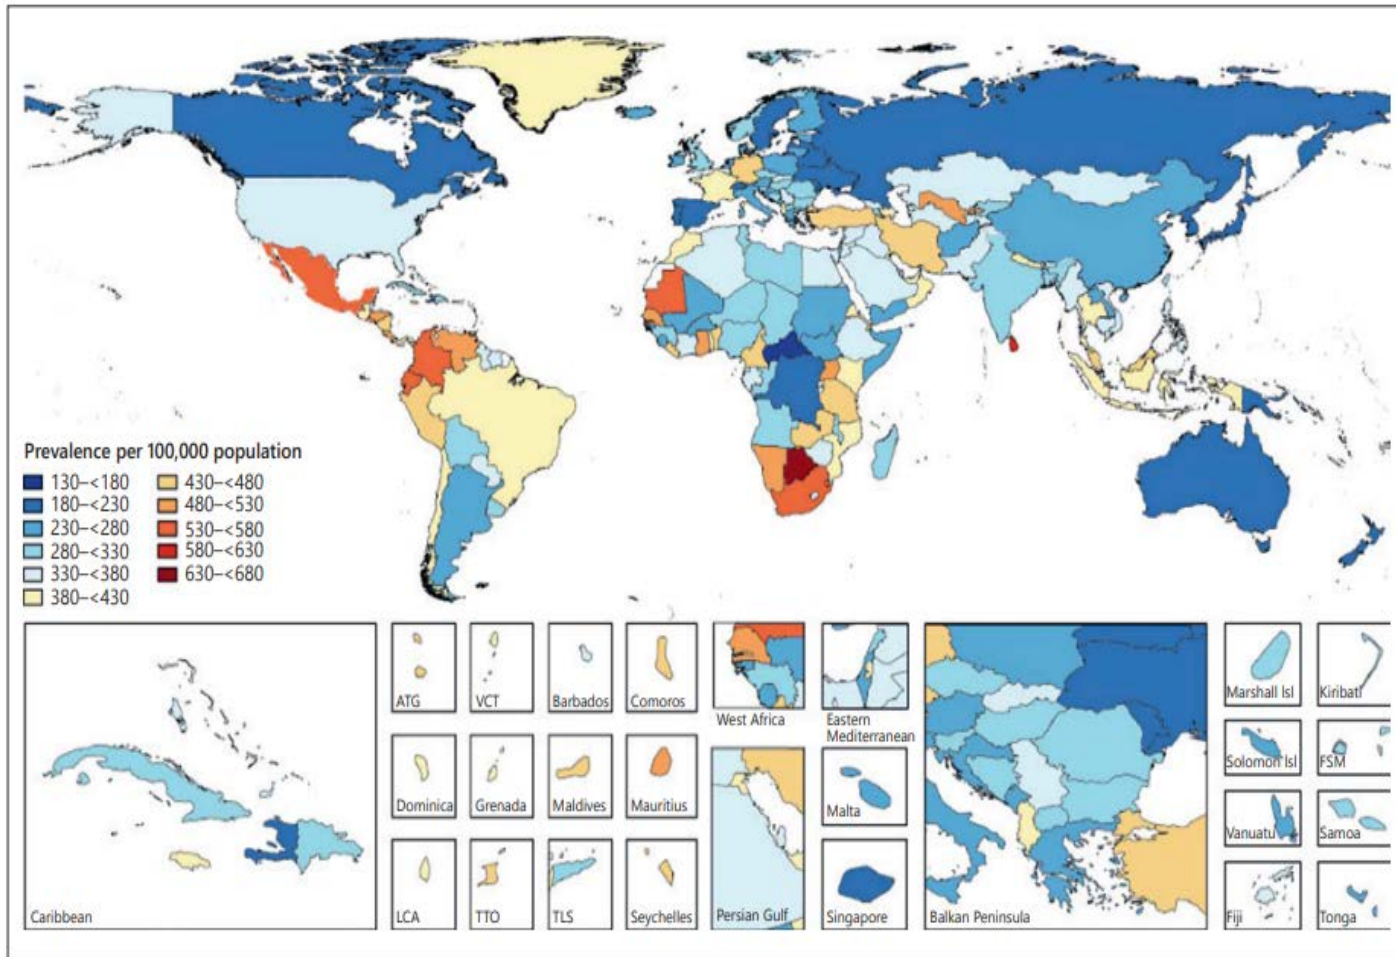 Prevalence per 100,000 population
130–<180
180–<230
230–<280
280–<330
330–<380
380–<430
430–<480
480–<530
530–<580
580–<630
630–<680
Caribbean
ATG
VCT
Barbados
Comoros
Dominica
Grenada
Maldives
Mauritius
LCA
TTO
TLS
Seychelles
West Africa
Eastern
Mediterranean
Persian Gulf
Malta
Singapore
Balkan Peninsula
Marshall Isl
Kiribati
Solomon Isl
FSM
Vanuatu
Samoa
Fiji
Tonga